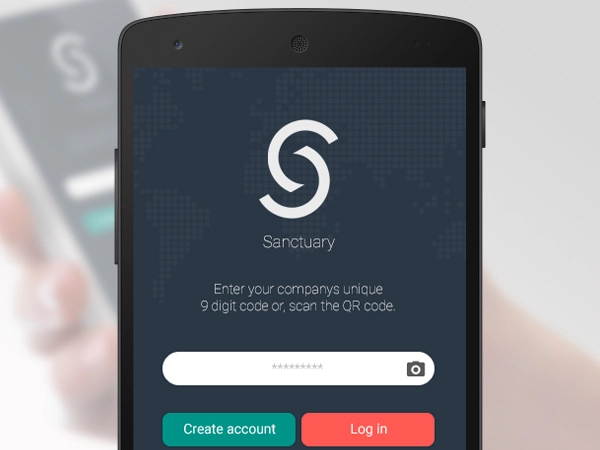 Sanctuary
Enter your companys unique
9 digit code or, scan the QR code.
*********
Create account
Log in